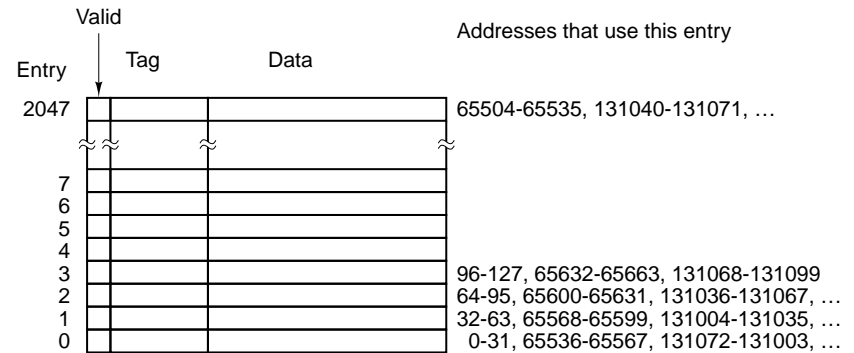 Valid
Addresses that use this entry
Entry Tag Data
2047 65504-65535, 131040-131071, …
7
6
5
4
3 96-127, 65632-65663, 131068-131099
2 64-95, 65600-65631, 131036-131067, …
1 32-63, 65568-65599, 131004-131035, …
0 0-31, 65536-65567, 131072-131003, …